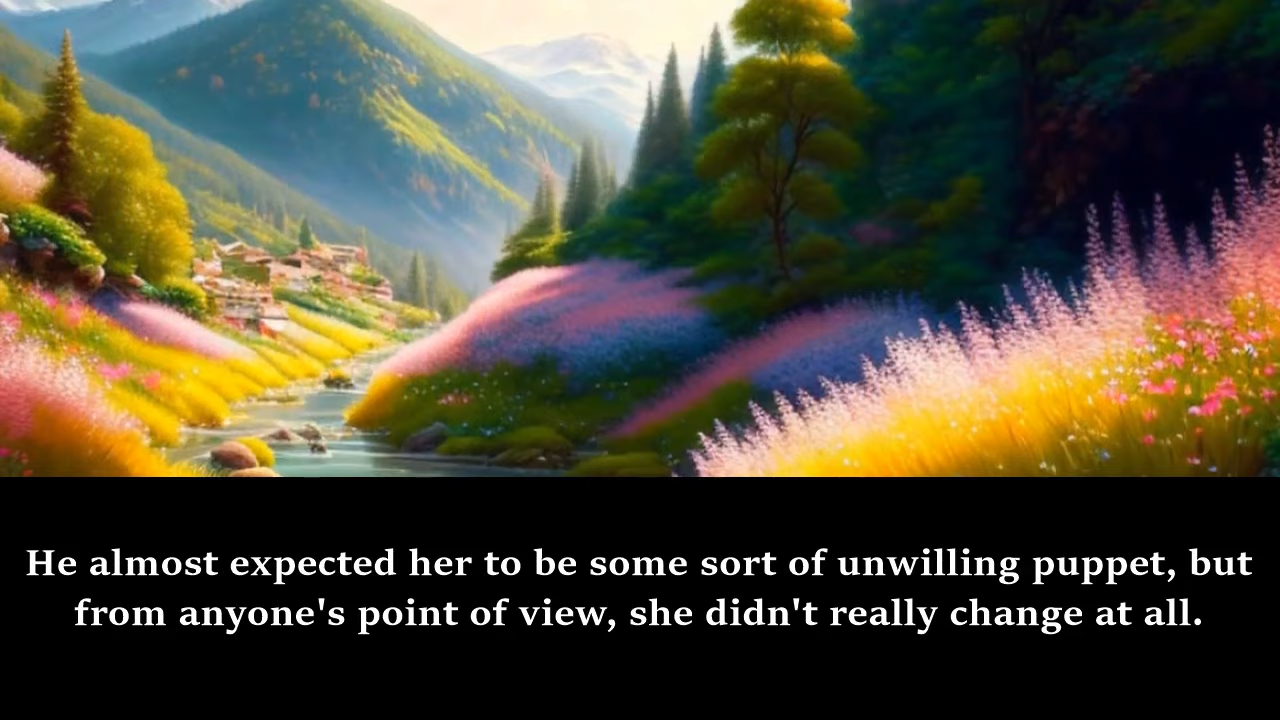 He almost expected her to be some sort of unwilling puppet, but
from anyone's point of view, she didn't really change at all.